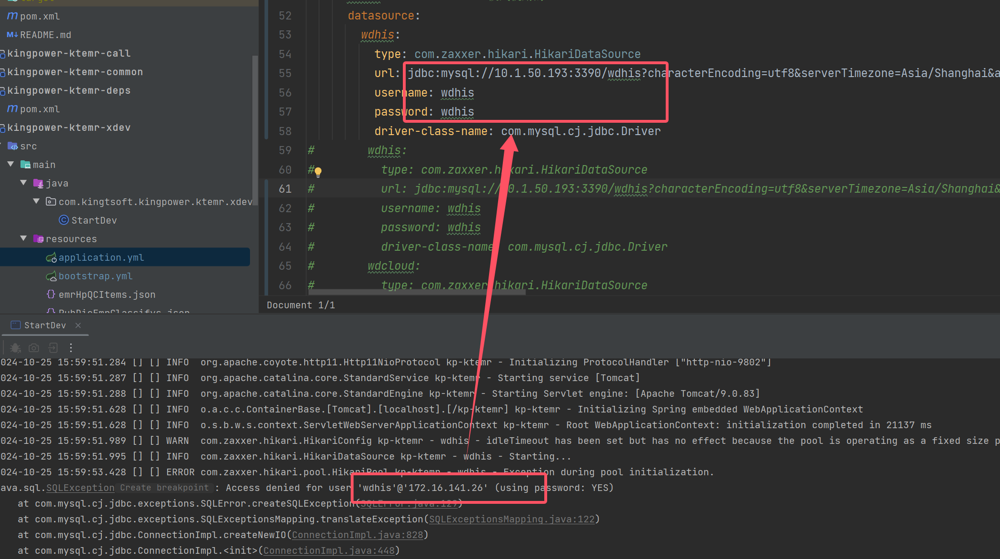 pom.xml
README.md
kingpower-ktemr-call
kingpower-ktemr-common
kingpower-ktemr-deps
pom.xml
kingpower-ktemr-xdev
src
main
java
com.kingtsoft.kingpower.ktemr.xdev
StartDev
resources
application.yml
bootstrap.yml
emrHpQCItems.json
52 datasource:
53 wdhis:
54 type: com.zaxxer.hikari.HikariDataSource
55 url: jdbc:mysql://10.1.50.193:3390/wdhis?characterEncoding=utf8&serverTimezone=Asia/Shanghai&a
56 username: wdhis
57 password: wdhis
58 driver-class-name: com.mysql.cj.jdbc.Driver
59 # wdhis:
60 # type: com.zaxxer.hikari.HikariDataSource
61 # url: jdbc:mysql://10.1.50.193:3390/wdhis?characterEncoding=utf8&serverTimezone=Asia/Shanghai&
62 # username: wdhis
63 # password: wdhis
64 # driver-class-name: com.mysql.cj.jdbc.Driver
65 # wdcloud:
66 # type: com.zaxxer.hikari.HikariDataSource
Document 1/1
StartDev
024-10-25 15:59:51.284 [] [] INFO org.apache.coyote.http11.Http11NioProtocol kp-ktemr - Initializing ProtocolHandler ["http-nio-9802"]
024-10-25 15:59:51.287 [] [] INFO org.apache.catalina.core.StandardService kp-ktemr - Starting service [Tomcat]
024-10-25 15:59:51.288 [] [] INFO org.apache.catalina.core.StandardEngine kp-ktemr - Starting Servlet engine: [Apache Tomcat/9.0.83]
024-10-25 15:59:51.628 [] [] INFO o.a.c.c.ContainerBase.[Tomcat].[localhost].[/kp-ktemr] kp-ktemr - Initializing Spring embedded WebApplicationContext
024-10-25 15:59:51.628 [] [] INFO o.s.b.w.s.context.ServletWebServerApplicationContext kp-ktemr - Root WebApplicationContext: initialization completed in 21137 ms
024-10-25 15:59:51.989 [] [] WARN com.zaxxer.hikari.HikariConfig kp-ktemr - wdhis - idleTimeout has been set but has no effect because the pool is operating as a fixed size p
024-10-25 15:59:51.995 [] [] INFO com.zaxxer.hikari.HikariDataSource kp-ktemr - wdhis - Starting...
024-10-25 15:59:53.428 [] [] ERROR com.zaxxer.hikari.pool.HikariPool kp-ktemr - wdhis - Exception during pool initialization.
ava.sql.SQLException Create breakpoint : Access denied for user 'wdhis'@'172.16.141.26' (using password: YES)
at com.mysql.cj.jdbc.exceptions.SQLError.createSQLException(SQLError.java:129)
at com.mysql.cj.jdbc.exceptions.SQLExceptionsMapping.translateException(SQLExceptionsMapping.java:122)
at com.mysql.cj.jdbc.ConnectionImpl.createNewIO(ConnectionImpl.java:828)
at com.mysql.cj.jdbc.ConnectionImpl.<init>(ConnectionImpl.java:448)